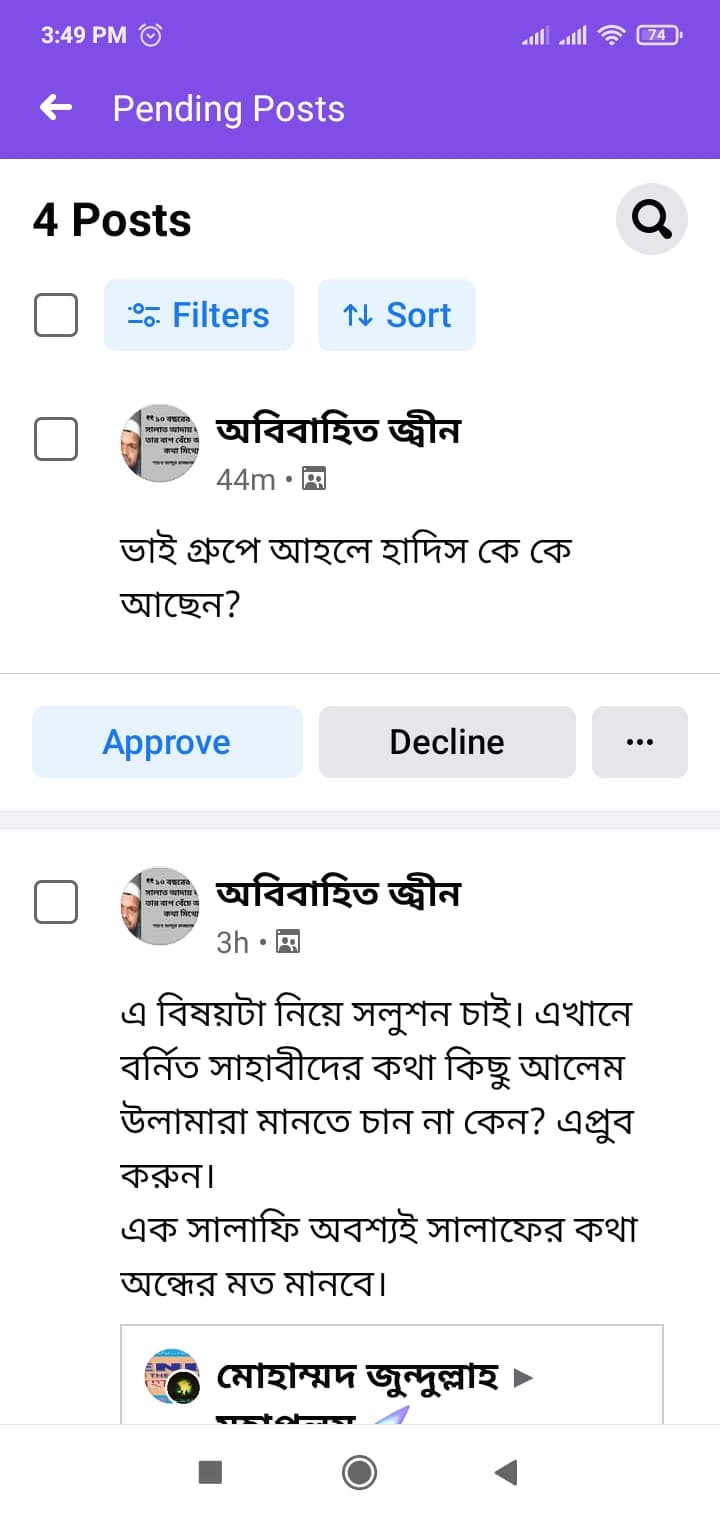 3:49 PM
74
Pending Posts
4 Posts
Filters
Sort
অবিবাহিত জ্বীন
44m •
ভাই গ্রুপে আহলে হাদিস কে কে
আছেন?
Approve
Decline
...
অবিবাহিত জ্বীন
3h •
এ বিষয়টা নিয়ে সলুশন চাই। এখানে
বর্নিত সাহাবীদের কথা কিছু আলেম
উলামারা মানতে চান না কেন? এপ্রুব
করুন।
এক সালাফি অবশ্যই সালাফের কথা
অন্ধের মত মানবে।
মোহাম্মদ জুন্দুল্লাহ ▶